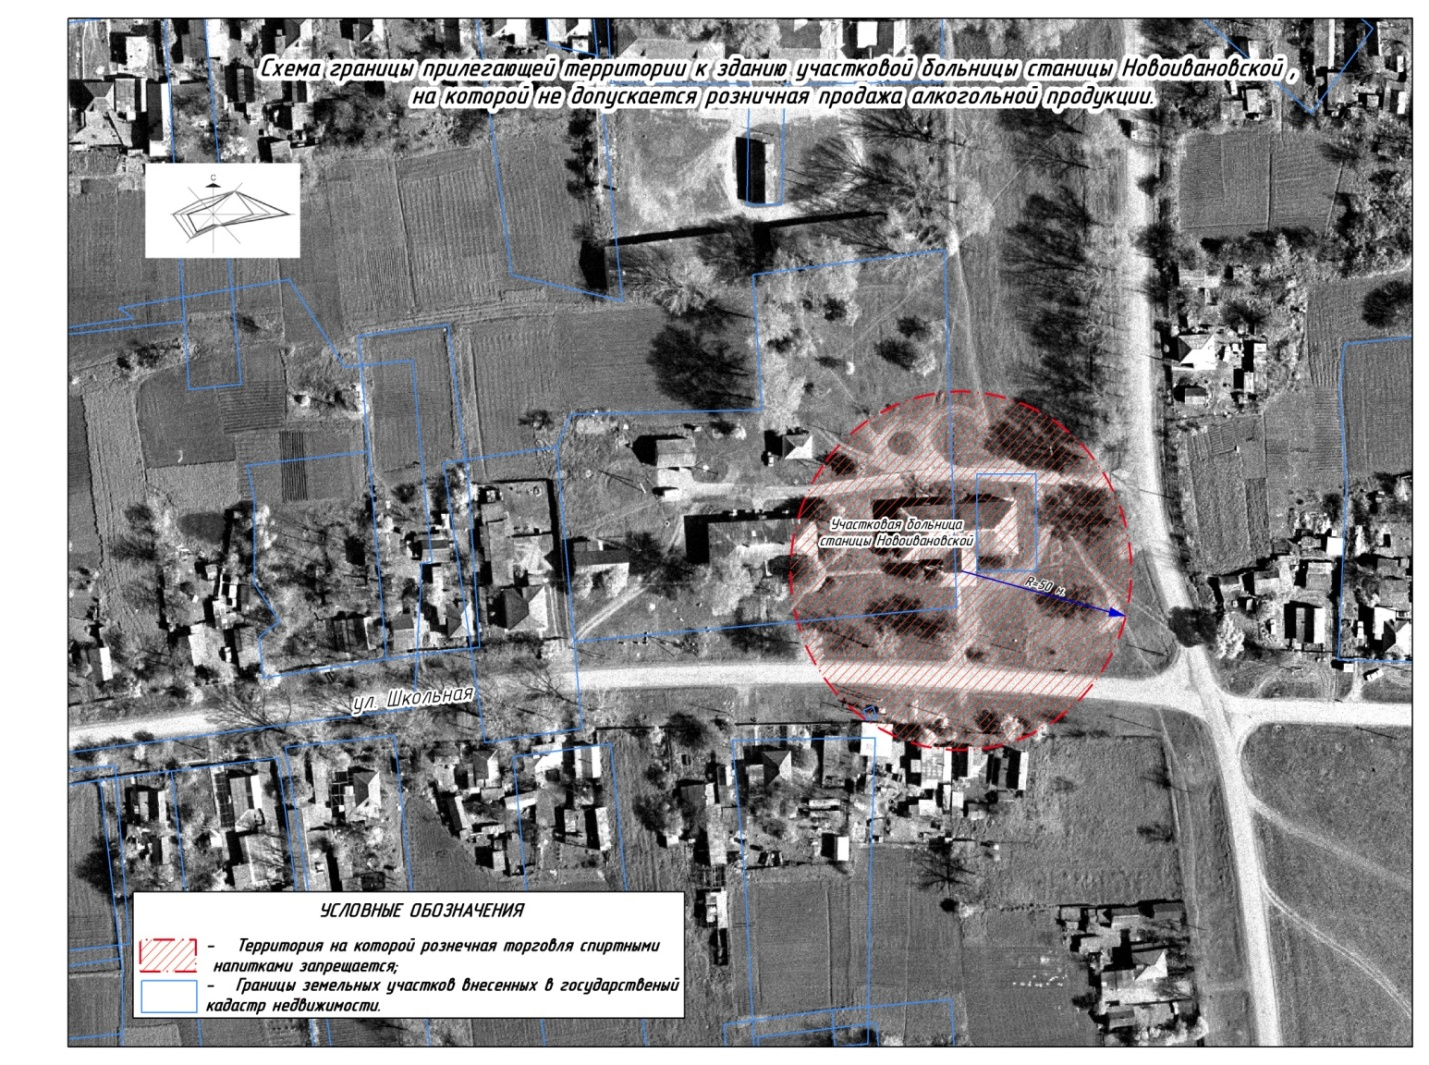 Схема границы прилегающей территории к зданию участковой больницы станицы Новоивановской ,
на которой не допускается розничная продажа алкогольной продукции.
С
Участковая больница
станицы Новоивановской
R=50 м.
ул. Школьная
УСЛОВНЫЕ ОБОЗНАЧЕНИЯ
- Территория на которой рознечная торговля спиртными
напитками запрещается;
- Границы земельных участков внесенных в государственый
кадастр недвижимости.